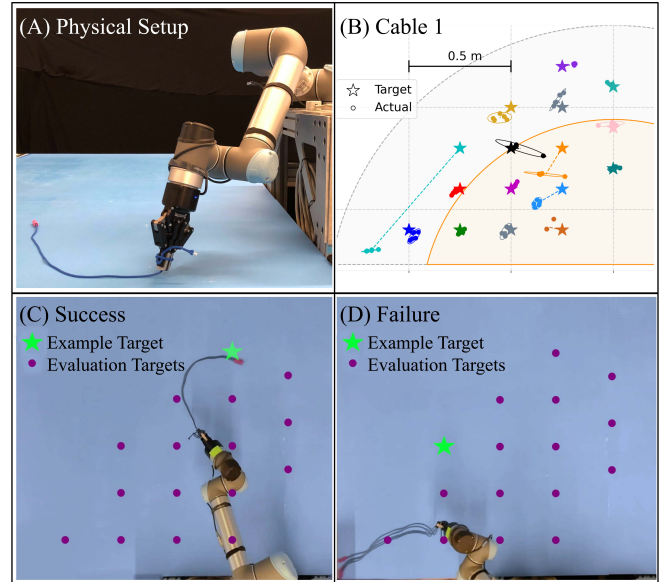 (A) Physical Setup
(B) Cable 1
0.5 m
Target
Actual
(C) Success
Example Target
Evaluation Targets
(D) Failure
Example Target
Evaluation Targets